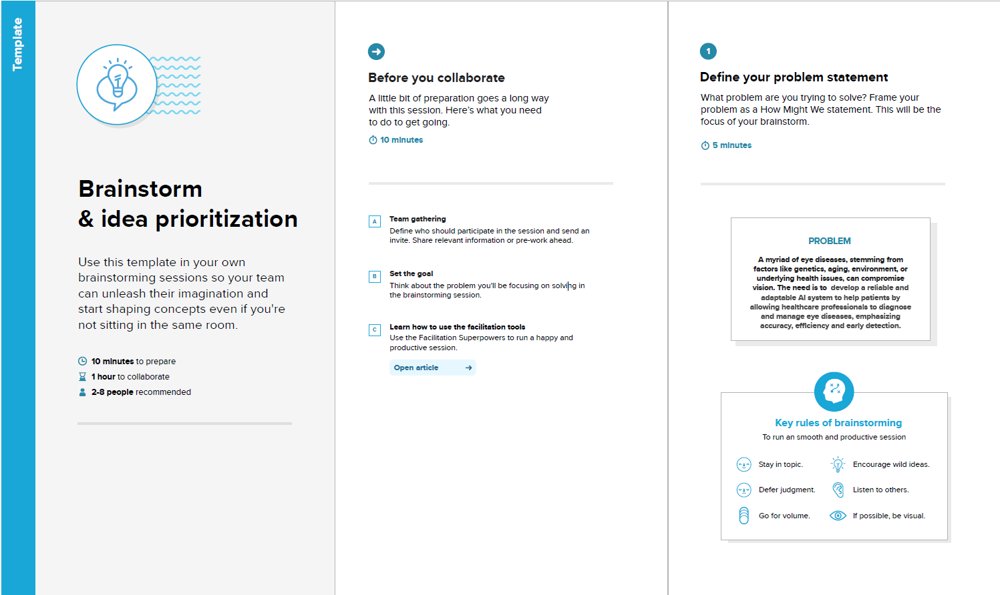 Template
Brainstorm
& idea prioritization
Use this template in your own
brainstorming sessions so your team
can unleash their imagination and
start shaping concepts even if you're
not sitting in the same room.
10 minutes to prepare
1 hour to collaborate
2-8 people recommended
Before you collaborate
A little bit of preparation goes a long way
with this session. Here’s what you need
to do to get going.
10 minutes
A
Team gathering
Define who should participate in the session and send an
invite. Share relevant information or pre-work ahead.
B
Set the goal
Think about the problem you'll be focusing on solving in
the brainstorming session.
C
Learn how to use the facilitation tools
Use the Facilitation Superpowers to run a happy and
productive session.
Open article
1
Define your problem statement
What problem are you trying to solve? Frame your
problem as a How Might We statement. This will be the
focus of your brainstorm.
5 minutes
PROBLEM
A myriad of eye diseases, stemming from
factors like genetics, aging, environment, or
underlying health issues, can compromise
vision. The need is to develop a reliable and
adaptable AI system to help patients by
allowing healthcare professionals to diagnose
and manage eye diseases, emphasizing
accuracy, efficiency and early detection.
Key rules of brainstorming
To run an smooth and productive session
Stay in topic.
Encourage wild ideas.
Defer judgment.
Listen to others.
Go for volume.
If possible, be visual.